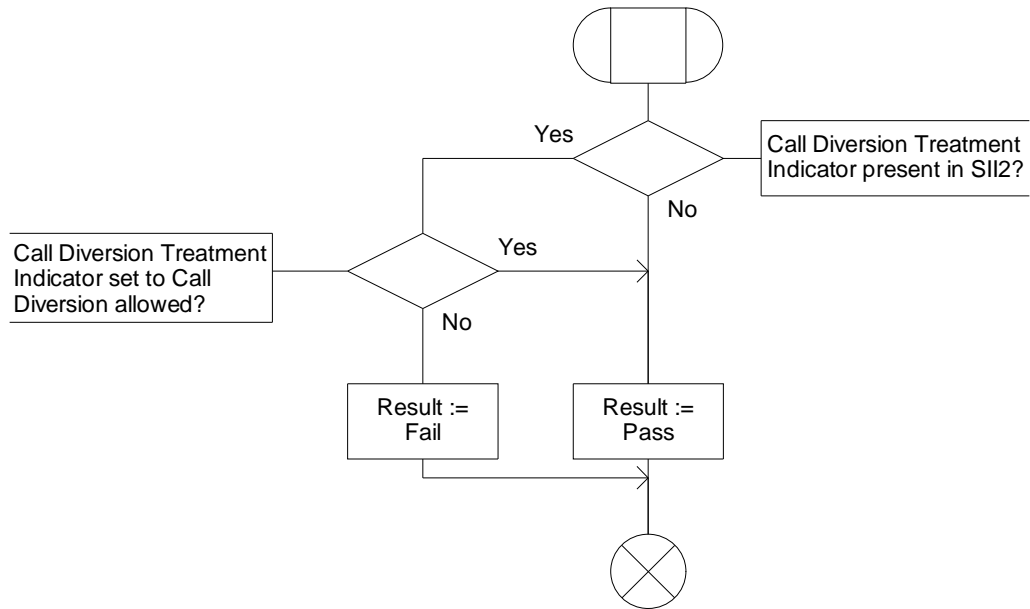 Yes
Call Diversion Treatment
Indicator present in SII2?
No
Call Diversion Treatment
Indicator set to Call
Diversion allowed?
Yes
No
Result :=
Fail
Result :=
Pass